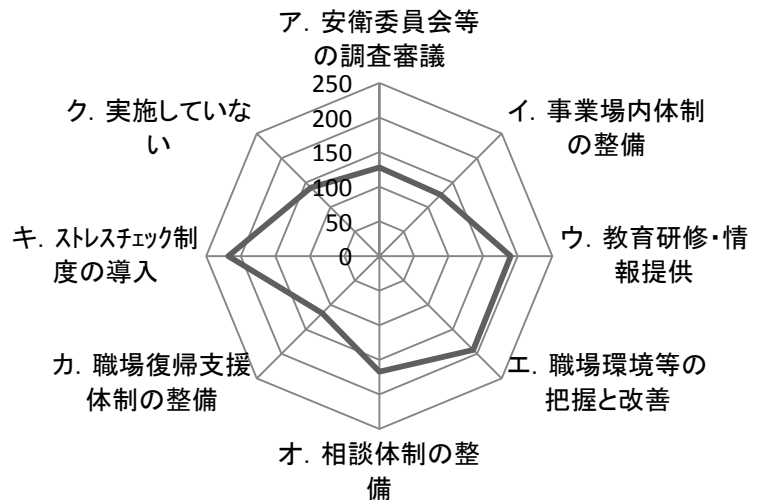 ア．安衛委員会等
の調査審議
イ．事業場内体制
の整備
ウ．教育研修・情
報提供
エ．職場環境等の
把握と改善
オ．相談体制の整
備
カ．職場復帰支援
体制の整備
キ．ｽﾄﾚｽﾁｪｯｸ制
度の導入
ク．実施していな
い
250
200
150
100
50
0